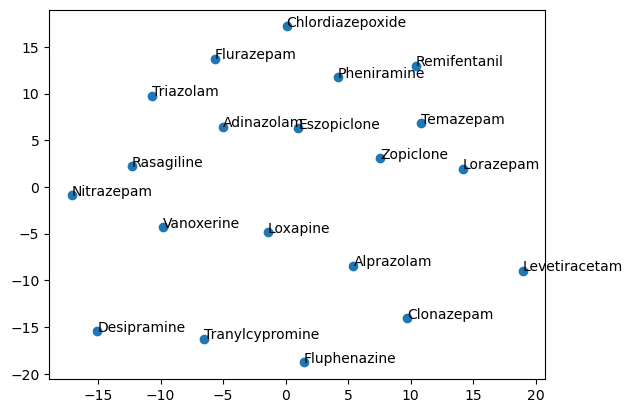 Chlordiazepoxide
Flurazepam
Remifentanil
Pheniramine
Triazolam
Adinazolam
Eszopiclone
Temazepam
Zopiclone
Rasagiline
Lorazepam
Nitrazepam
Vanoxerine
Loxapine
Alprazolam
Levetiracetam
Clonazepam
Desipramine
Tranylcypromine
Fluphenazine
15
10
5
0
−5
−10
−15
−20
−15 −10 −5 0 5 10 15 20